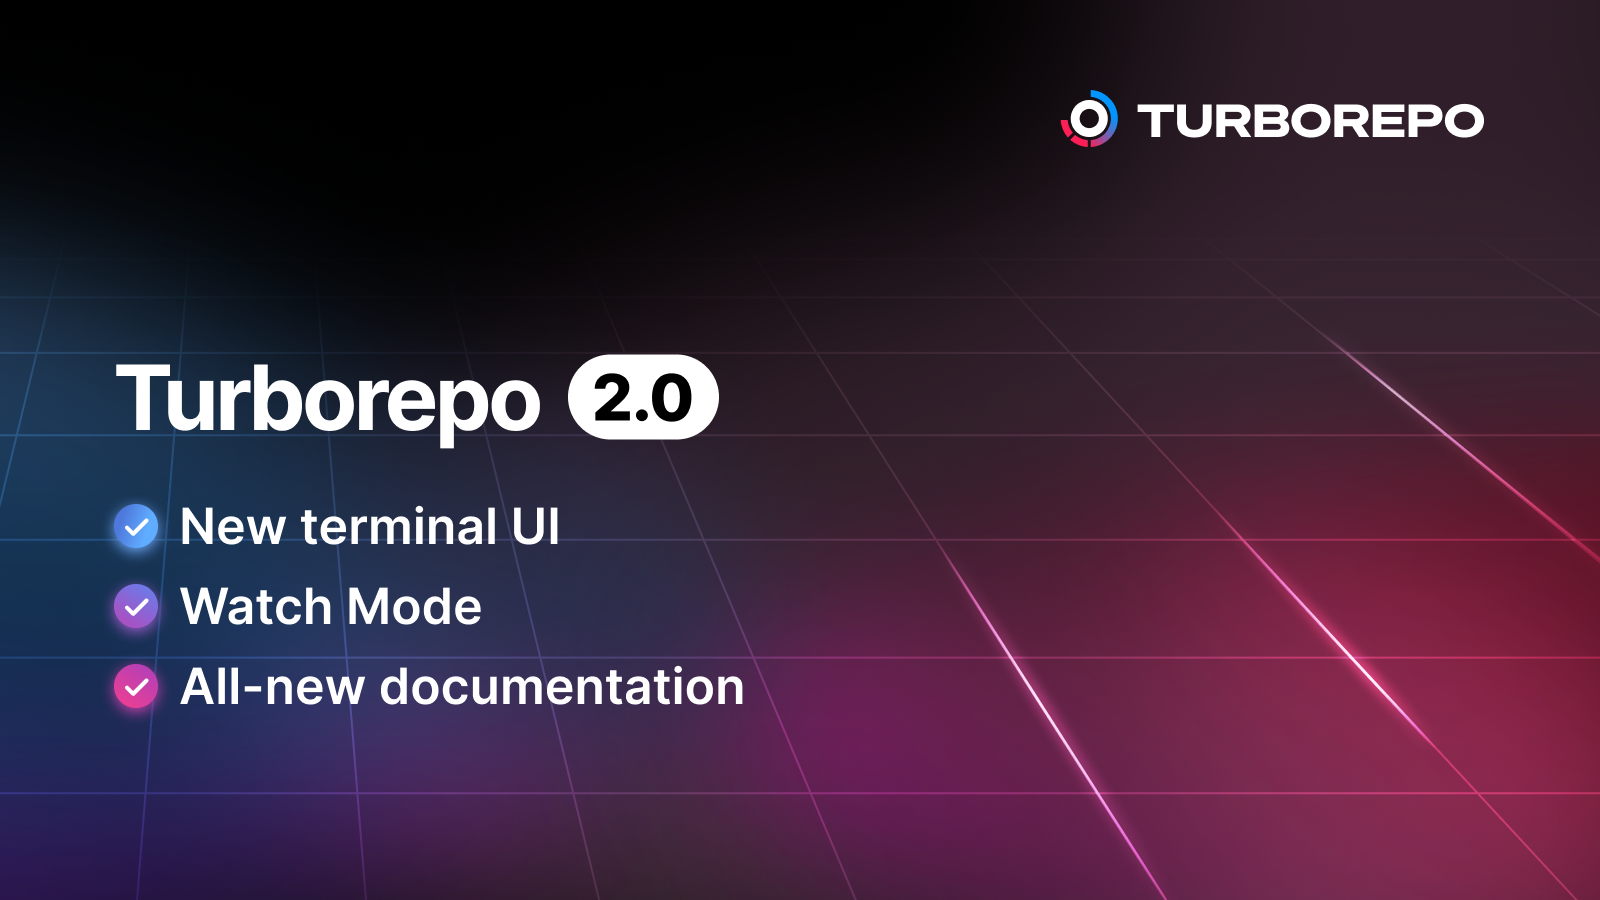 TURBOREPO
Turborepo 2.0
New terminal UI
Watch Mode
All-new documentation